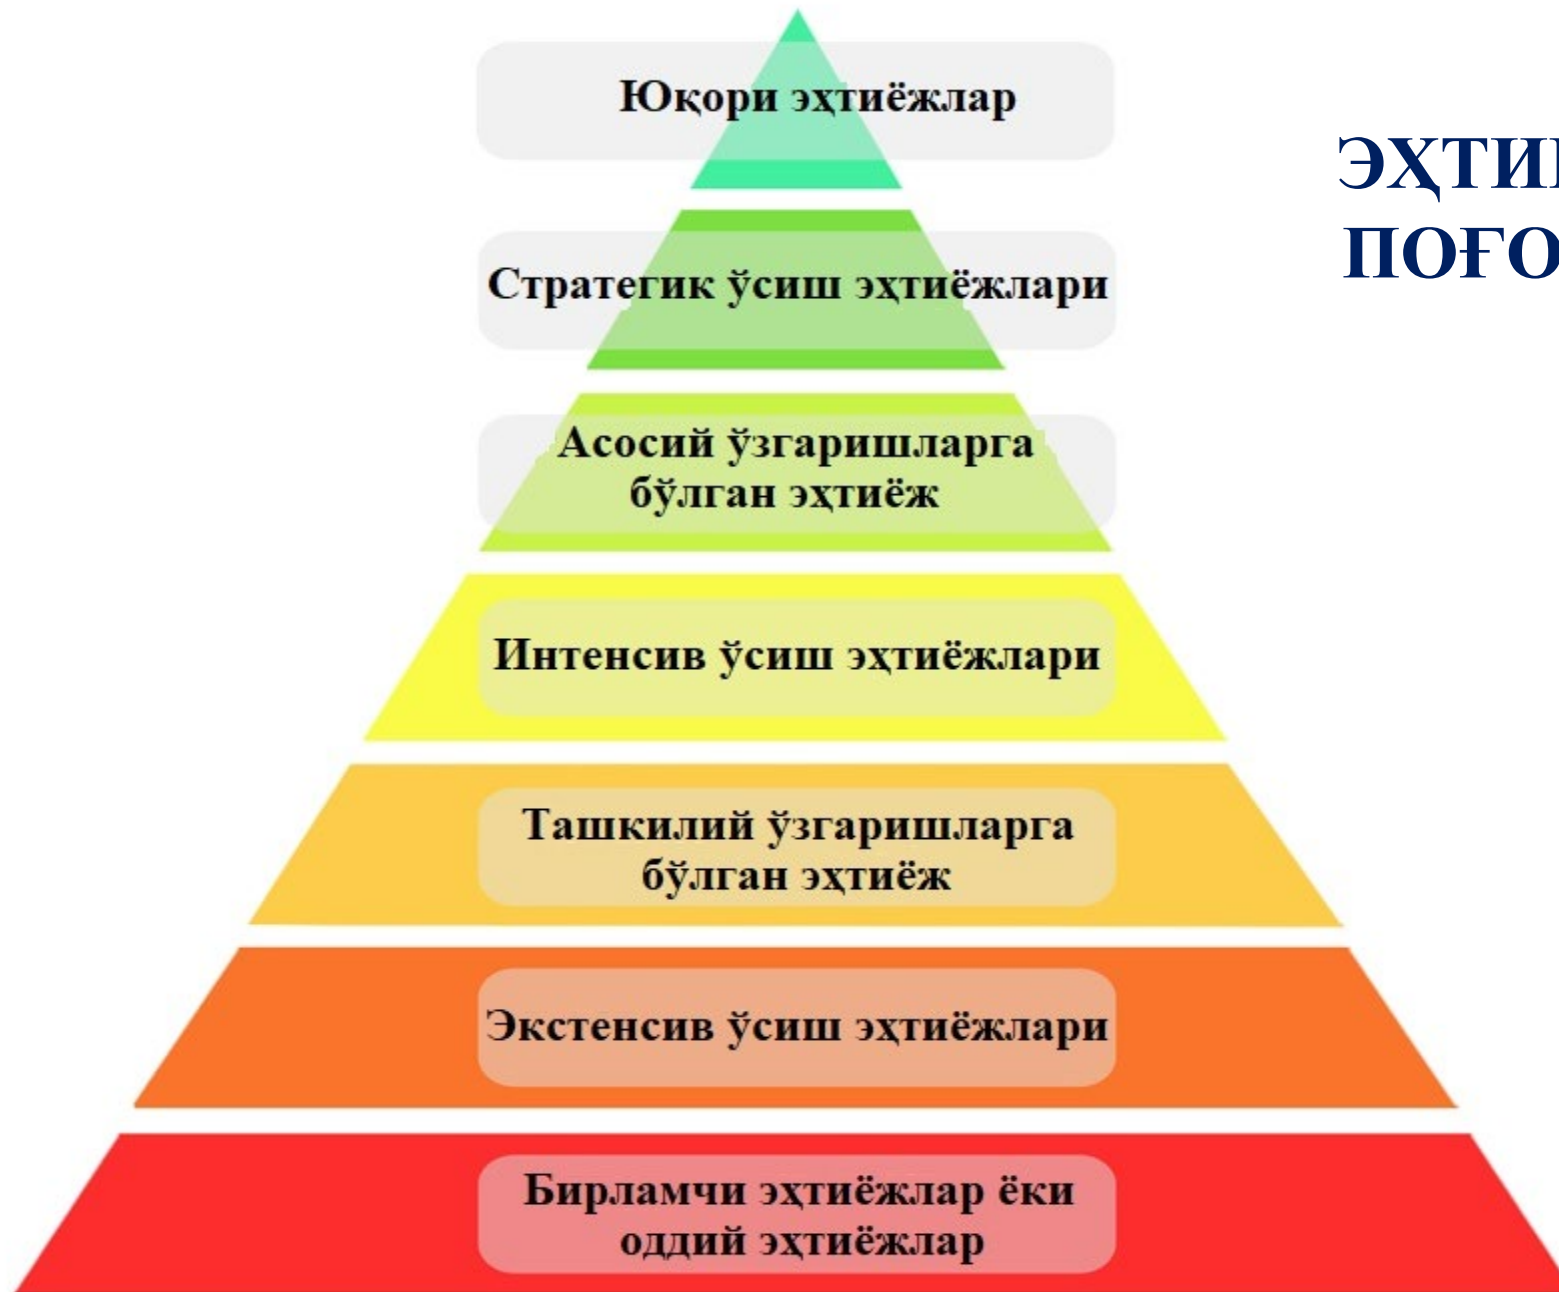 Юқори эҳтиёжлар
Стратегик ўсиш эҳтиёжлари
Асосий ўзгаришларга
бўлган эҳтиёж
Интенсив ўсиш эҳтиёжлари
Ташкилий ўзгаришларга
бўлган эҳтиёж
Экстенсив ўсиш эҳтиёжлари
Бирламчи эҳтиёжлар ёки
оддий эҳтиёжлар